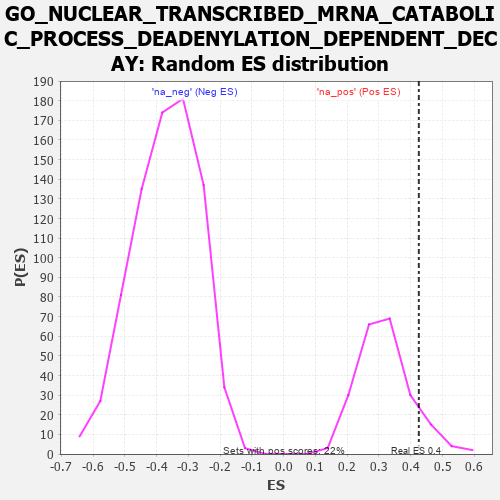 GO_NUCLEAR_TRANSCRIBED_MRNA_CATABOLI
C_PROCESS_DEADENYLATION_DEPENDENT_DEC
AY: Random ES distribution
'na_neg' (Neg ES)
'na_pos' (Pos ES)
190
180
170
160
150
140
130
120
110
100
90
80
70
60
50
40
30
20
10
0
P(ES)
Sets with pos scores: 22%
Real ES 0.4
-0.7 -0.6 -0.5 -0.4 -0.3 -0.2 -0.1 0.0 0.1 0.2 0.3 0.4 0.5 0.6
ES